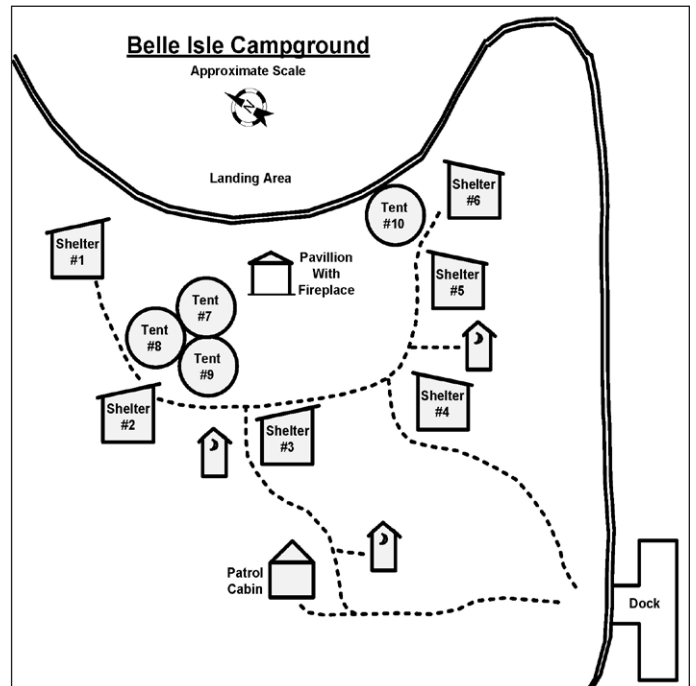 Belle Isle Campground
Approximate Scale
N
Landing Area
Shelter
#6
Tent
#10
Shelter
#1
Pavillion
With
Fireplace
Shelter
#5
Tent
#7
Tent
#8
Tent
#9
Shelter
#2
Shelter
#3
Shelter
#4
Patrol
Cabin
Dock